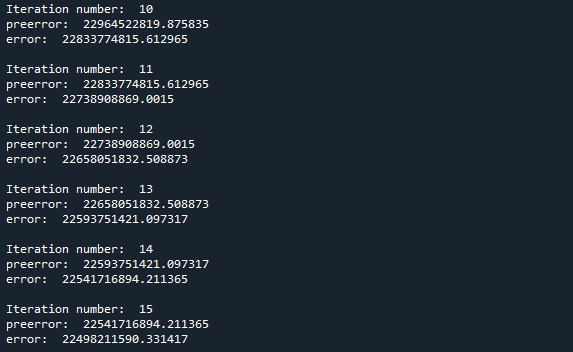 Iteration number:  10
preerror:  22964522819.875835
error:  22833774815.612965
Iteration number:  11
preerror:  22833774815.612965
error:  22738908869.0015
Iteration number:  12
preerror:  22738908869.0015
error:  22658051832.508873
Iteration number:  13
preerror:  22658051832.508873
error:  22593751421.097317
Iteration number:  14
preerror:  22593751421.097317
error:  22541716894.211365
Iteration number:  15
preerror:  22541716894.211365
error:  22498211590.331417